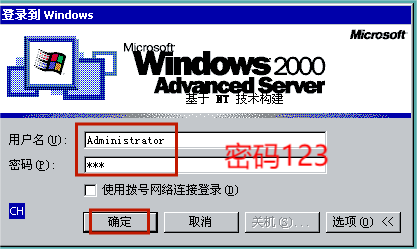 登录到 Windows
Microsoft
Microsoft
Windows 2000
Advanced Server
基于 NT 技术构建
用户名(U): Administrator
密码(P): ***
密码123
使用拨号网络连接登录(D)
CH
确定 取消 关机(S)... 选项(O) <<